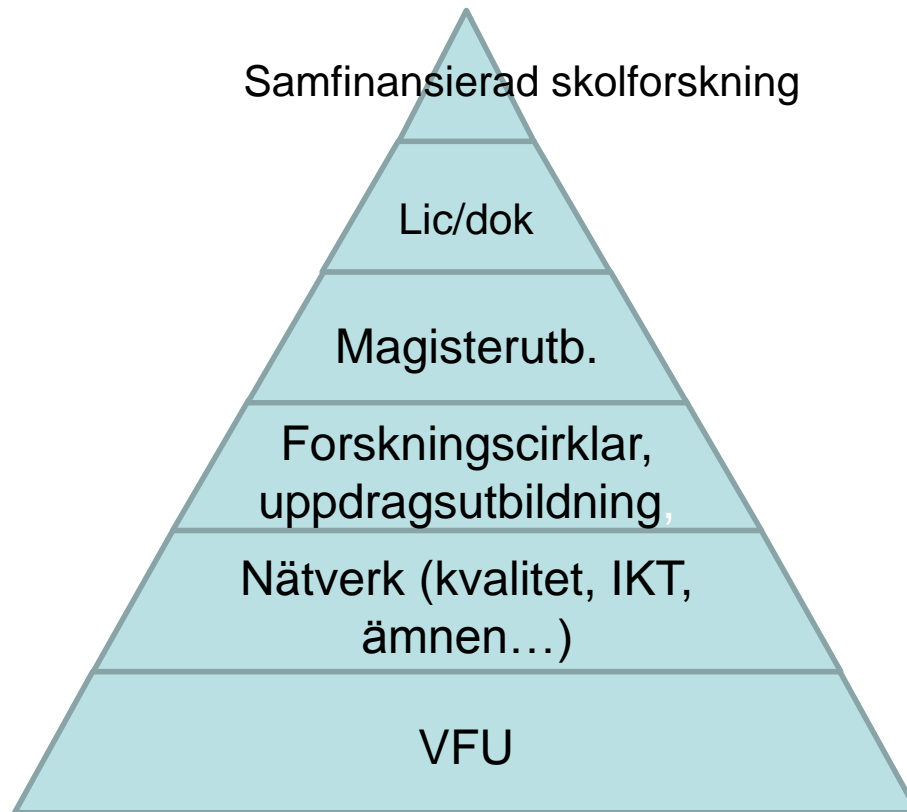 Samfinansierad skolforskning
Lic/dok
Magisterutb.
Forskningscirklar,
uppdragsutbildning,
Nätverk (kvalitet, IKT,
ämnen…)
VFU